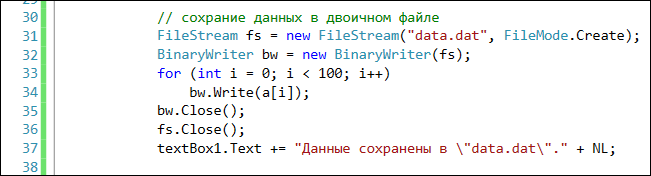 30 // сохрание данных в двоичном файле
31 FileStream fs = new FileStream("data.dat", FileMode.Create);
32 BinaryWriter bw = new BinaryWriter(fs);
33 for (int i = 0; i < 100; i++)
34 bw.Write(a[i]);
35 bw.Close();
36 fs.Close();
37 textBox1.Text += "Данные сохранены в \"data.dat\"." + NL;
38